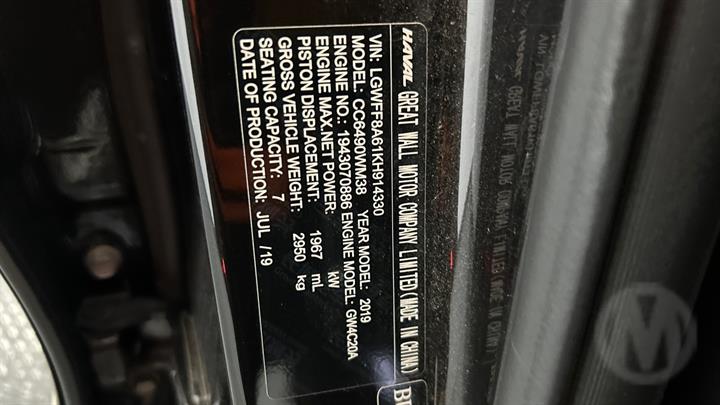 HAVAL GREAT WALL MOTOR COMPANY LIMITED(MADE IN CHINA)
VIN: LGWFF8A61KH914330
MODEL: CC6490WM38 YEAR MODEL: 2019
ENGINE NO.: 1943070886 ENGINE MODEL: GW4C20A
ENGINE MAX.NET POWER: kW
PISTON DISPLACEMENT: 1967 mL
GROSS VEHICLE WEIGHT: 2950 kg
SEATING CAPACITY: 7
DATE OF PRODUCTION: JUL /19